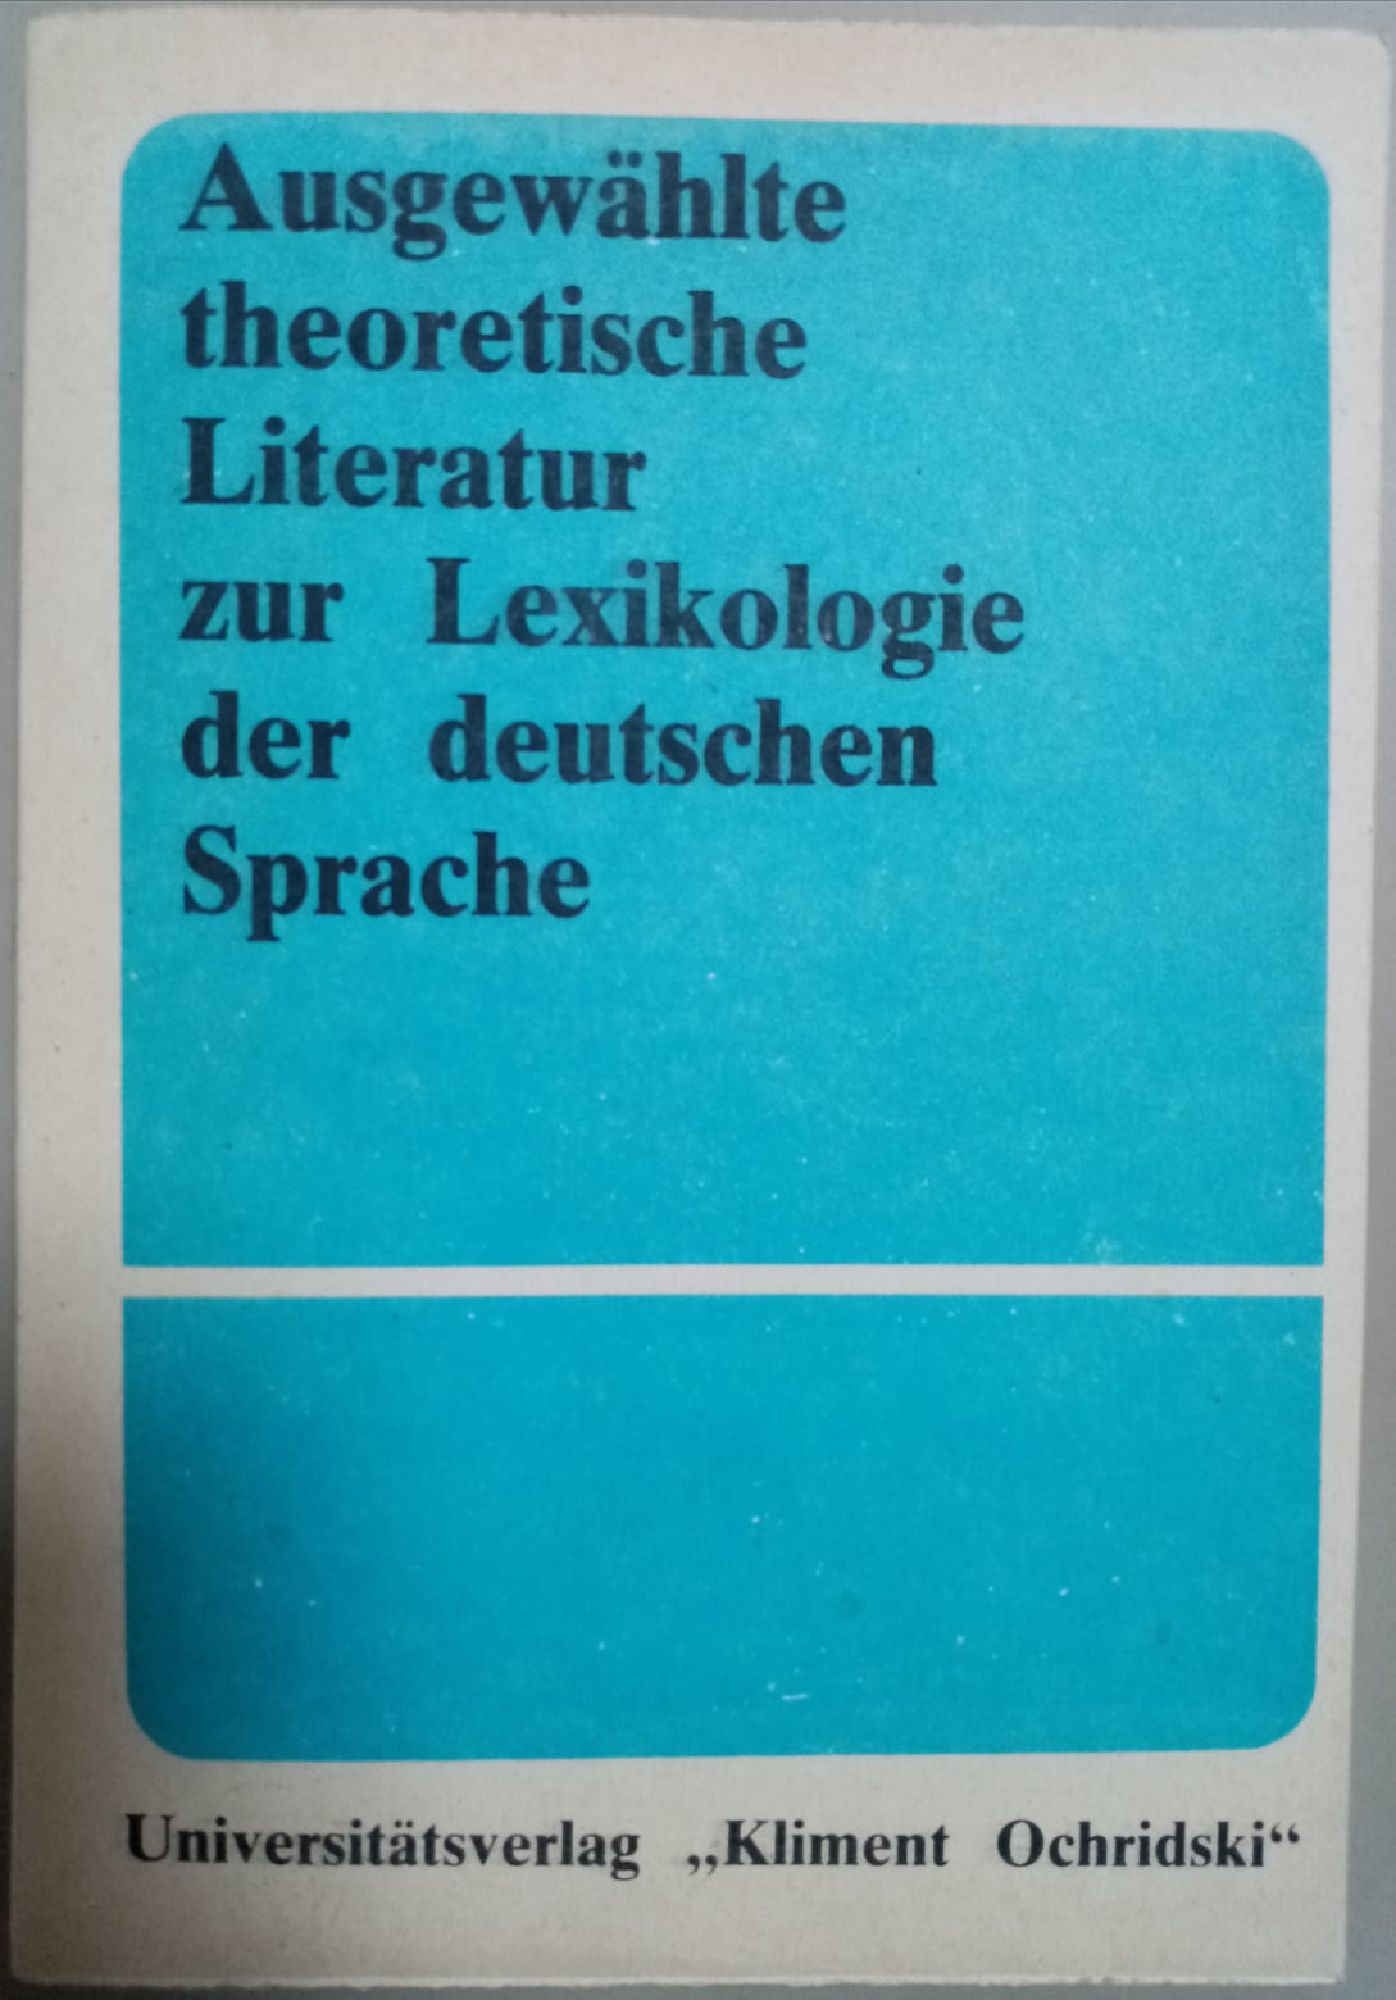 Ausgewählte
theoretische
Literatur
zur Lexikologie
der deutschen
Sprache
Universitätsverlag „Kliment Ochridski“